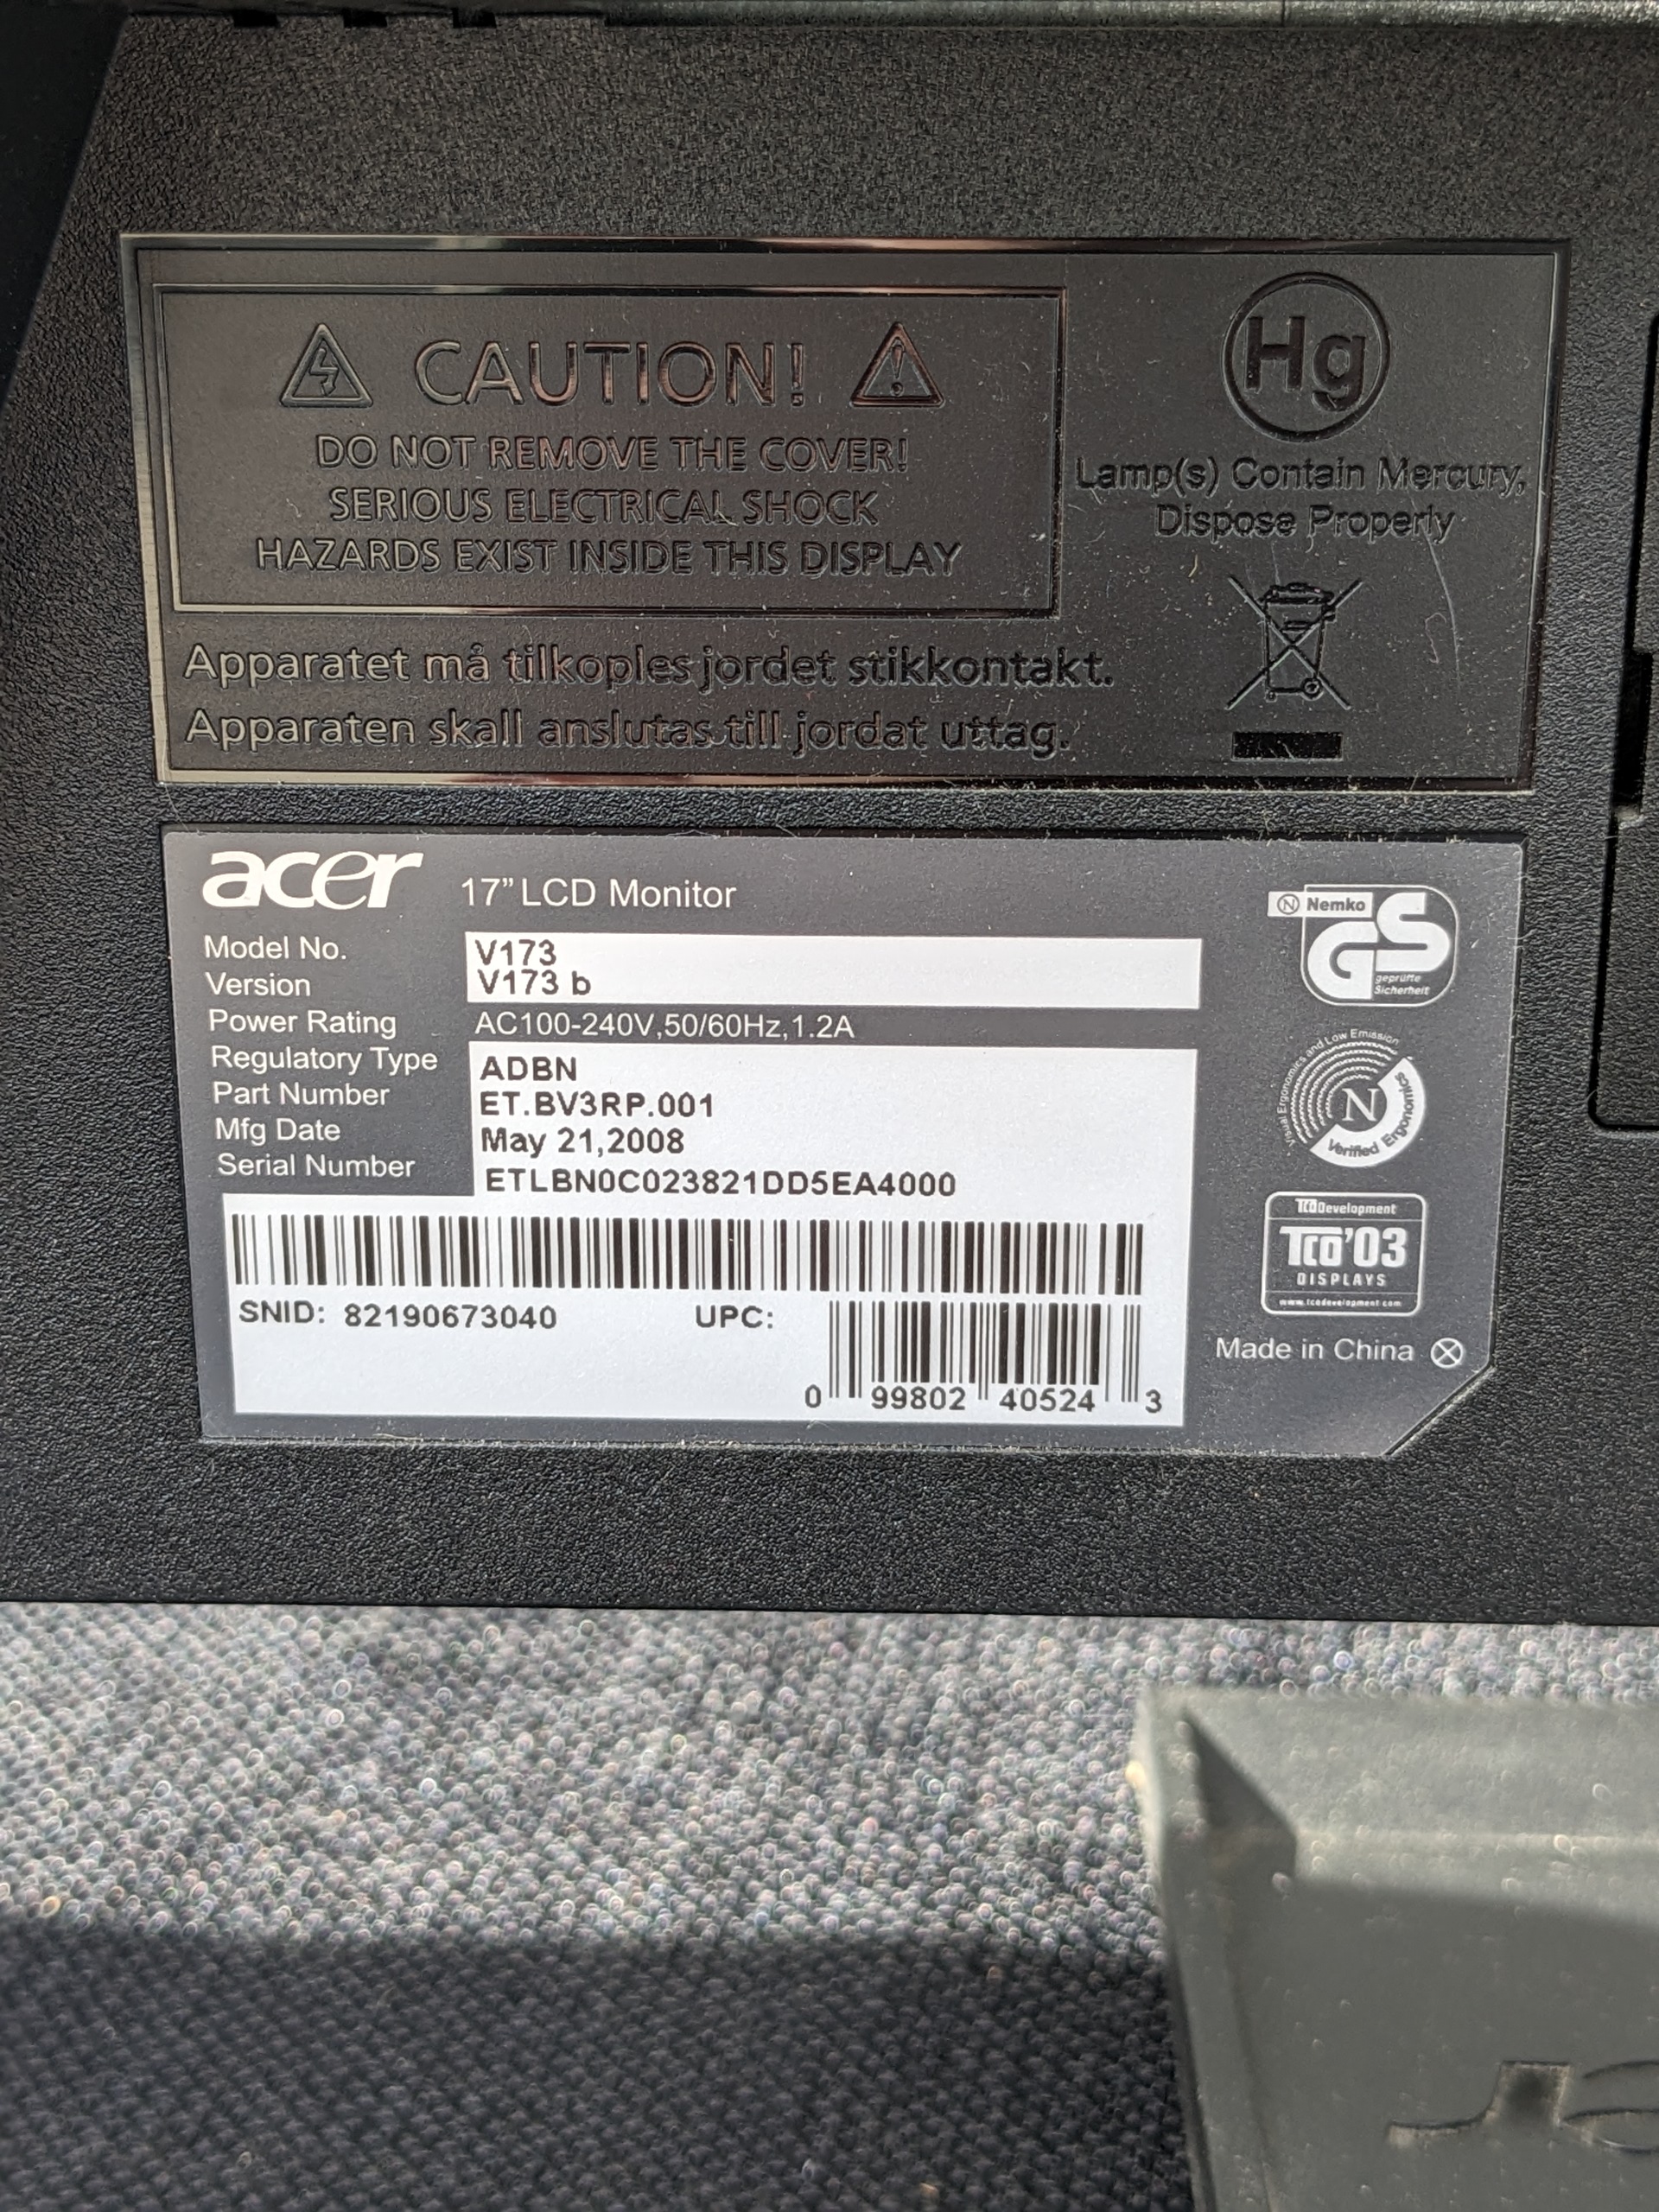 CAUTION!
DO NOT REMOVE THE COVER!
SERIOUS ELECTRICAL SHOCK
HAZARDS EXIST INSIDE THIS DISPLAY
Hg
Lamp(s) Contain Mercury,
Dispose Properly
Apparatet må tilkoples jordet stikkontakt.
Apparaten skall anslutas till jordat uttag.
acer 17” LCD Monitor
Model No. V173
Version V173 b
Power Rating AC100-240V,50/60Hz,1.2A
Regulatory Type ADBN
Part Number ET.BV3RP.001
Mfg Date May 21,2008
Serial Number ETLBN0C023821DD5EA4000
SNID: 82190673040 UPC:
0 99802 40524 3
N Nemko
GS
geprüfte
Sicherheit
Visual Ergonomics and Low Emission
N
Verified Ergonomics
TCO Development
TCO'03
DISPLAYS
www.tcodevelopment.com
Made in China